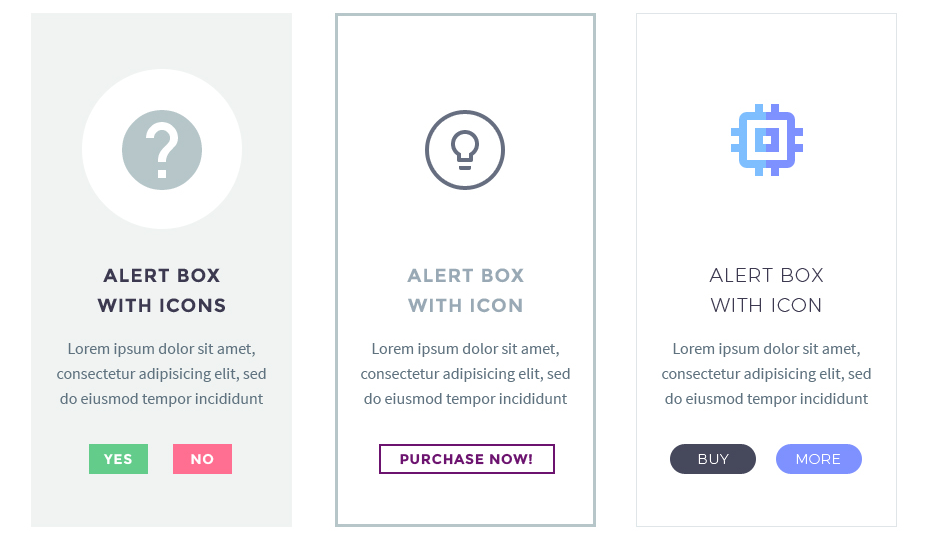 ALERT BOX
WITH ICONS
Lorem ipsum dolor sit amet,
consectetur adipisicing elit, sed
do eiusmod tempor incididunt
YES
NO
ALERT BOX
WITH ICON
Lorem ipsum dolor sit amet,
consectetur adipisicing elit, sed
do eiusmod tempor incididunt
PURCHASE NOW!
ALERT BOX
WITH ICON
Lorem ipsum dolor sit amet,
consectetur adipisicing elit, sed
do eiusmod tempor incididunt
BUY
MORE